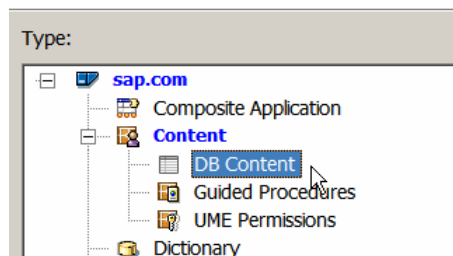 Type:
sap.com
Composite Application
Content
DB Content
Guided Procedures
UME Permissions
Dictionary